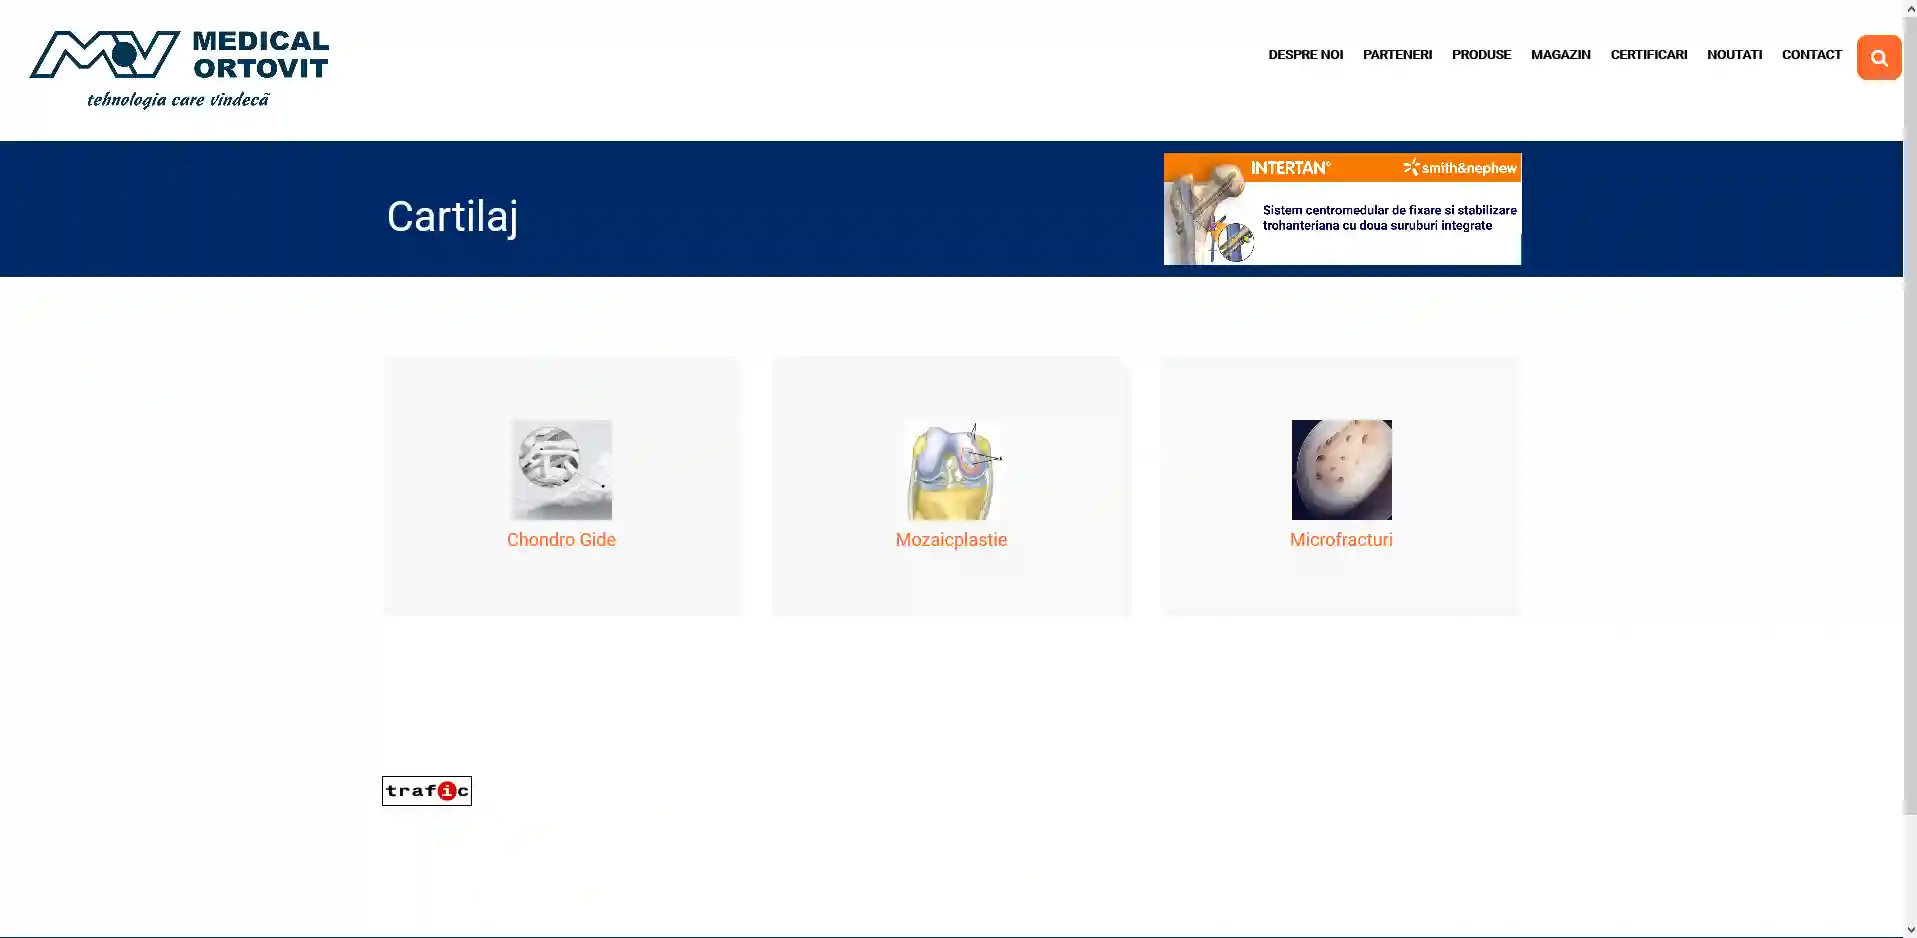 MEDICAL
ORTOVIT
tehnologia care vindecă
DESPRE NOI PARTENERI PRODUSE MAGAZIN CERTIFICARI NOUTATI CONTACT
Cartilaj
INTERTAN° smith&nephew
Sistem centromedular de fixare si stabilizare
trohanteriana cu doua suruburi integrate
Chondro Gide
Mozaicplastie
Microfracturi
trafic